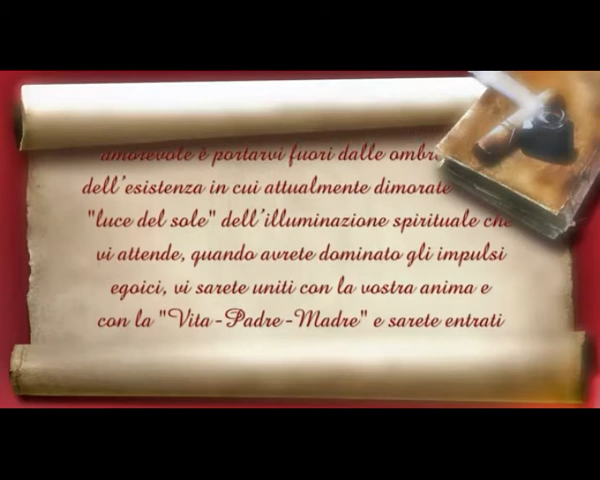 amorevole è portarvi fuori dalle ombre
dell'esistenza in cui attualmente dimorate
"luce del sole" dell'illuminazione spirituale che
vi attende, quando avrete dominato gli impulsi
egoici, vi sarete uniti con la vostra anima e
con la "Vita-Padre-Madre" e sarete entrati